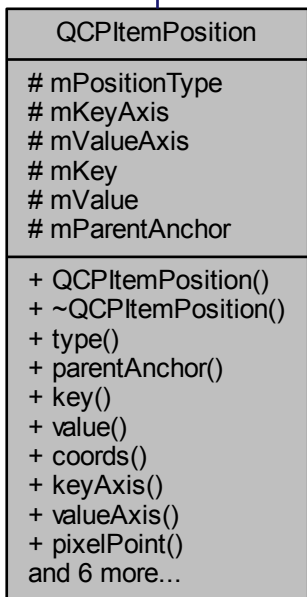 QCPItemPosition
# mPositionType
# mKeyAxis
# mValueAxis
# mKey
# mValue
# mParentAnchor
+ QCPItemPosition()
+ ~QCPItemPosition()
+ type()
+ parentAnchor()
+ key()
+ value()
+ coords()
+ keyAxis()
+ valueAxis()
+ pixelPoint()
and 6 more...